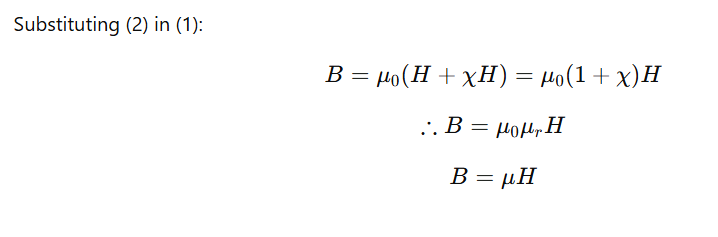 Substituting (2) in (1):
B = μ₀(H + χH) = μ₀(1 + χ)H
∴ B = μ₀μᵣH
B = μH